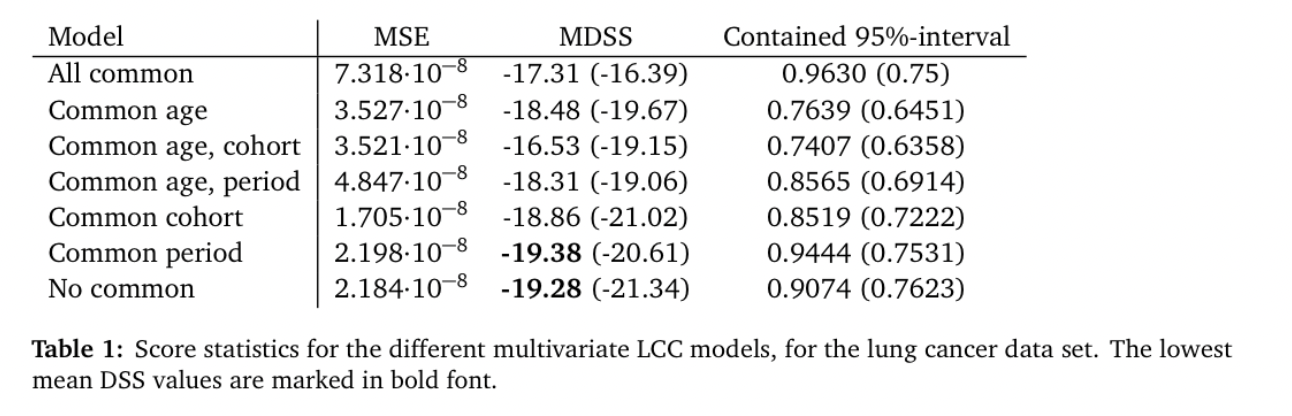 Model MSE MDSS Contained 95%-interval
All common 7.318·10⁻⁸ -17.31 (-16.39) 0.9630 (0.75)
Common age 3.527·10⁻⁸ -18.48 (-19.67) 0.7639 (0.6451)
Common age, cohort 3.521·10⁻⁸ -16.53 (-19.15) 0.7407 (0.6358)
Common age, period 4.847·10⁻⁸ -18.31 (-19.06) 0.8565 (0.6914)
Common cohort 1.705·10⁻⁸ -18.86 (-21.02) 0.8519 (0.7222)
Common period 2.198·10⁻⁸ -19.38 (-20.61) 0.9444 (0.7531)
No common 2.184·10⁻⁸ -19.28 (-21.34) 0.9074 (0.7623)
Table 1: Score statistics for the different multivariate LCC models, for the lung cancer data set. The lowest
mean DSS values are marked in bold font.